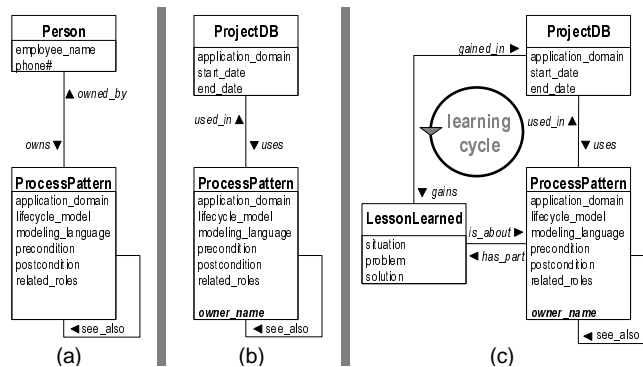 Person
employee_name
phone#
owned_by
owns
ProcessPattern
application_domain
lifecycle_model
modeling_language
precondition
postcondition
related_roles
see_also
(a)
ProjectDB
application_domain
start_date
end_date
used_in
uses
ProcessPattern
application_domain
lifecycle_model
modeling_language
precondition
postcondition
related_roles
owner_name
see_also
(b)
ProjectDB
application_domain
start_date
end_date
gained_in
learning
cycle
used_in
uses
gains
LessonLearned
situation
problem
solution
is_about
has_part
ProcessPattern
application_domain
lifecycle_model
modeling_language
precondition
postcondition
related_roles
owner_name
see_also
(c)